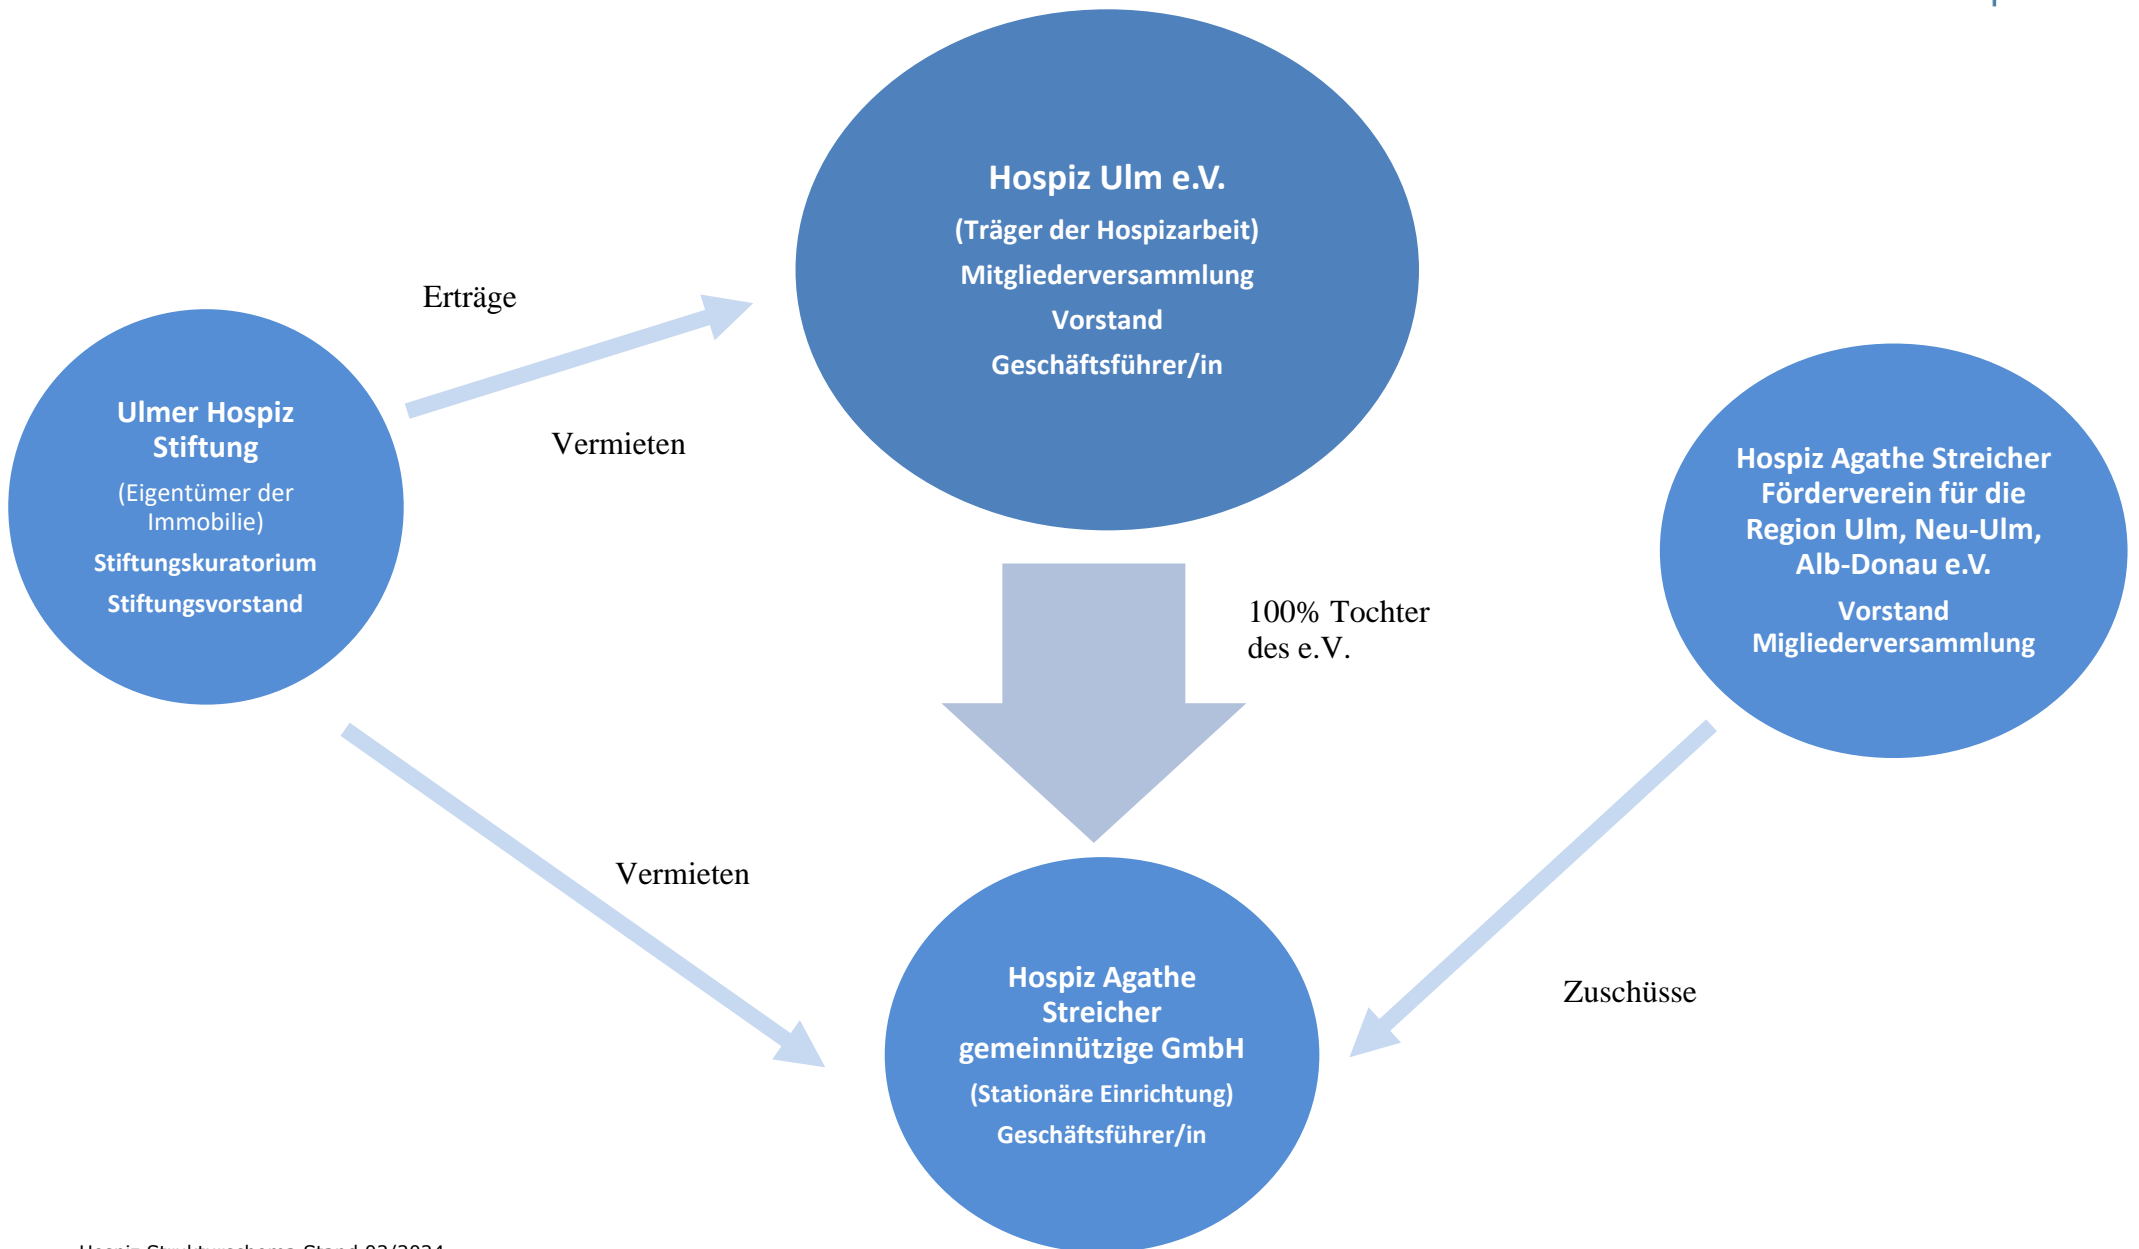 Hospiz Ulm e.V.
(Träger der Hospizarbeit)
Mitgliederversammlung
Vorstand
Geschäftsführer/in
Erträge
Vermieten
Ulmer Hospiz
Stiftung
(Eigentümer der
Immobilie)
Stiftungskuratorium
Stiftungsvorstand
Hospiz Agathe Streicher
Förderverein für die
Region Ulm, Neu-Ulm,
Alb-Donau e.V.
Vorstand
Migliederversammlung
100% Tochter
des e.V.
Vermieten
Zuschüsse
Hospiz Agathe
Streicher
gemeinnützige GmbH
(Stationäre Einrichtung)
Geschäftsführer/in